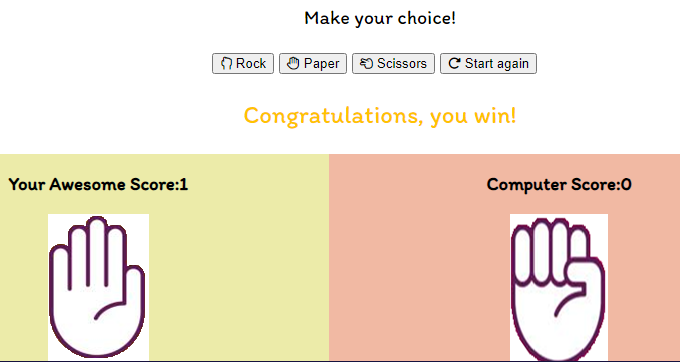 Make your choice!
Rock Paper Scissors Start again
Congratulations, you win!
Your Awesome Score:1 Computer Score:0